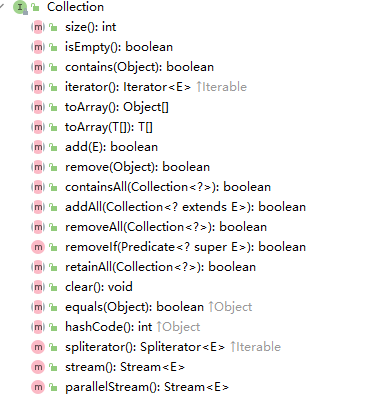 Collection
size(): int
isEmpty(): boolean
contains(Object): boolean
iterator(): Iterator<E> ↑Iterable
toArray(): Object[]
toArray(T[]): T[]
add(E): boolean
remove(Object): boolean
containsAll(Collection<?>): boolean
addAll(Collection<? extends E>): boolean
removeAll(Collection<?>): boolean
removeIf(Predicate<? super E>): boolean
retainAll(Collection<?>): boolean
clear(): void
equals(Object): boolean ↑Object
hashCode(): int ↑Object
spliterator(): Spliterator<E> ↑Iterable
stream(): Stream<E>
parallelStream(): Stream<E>